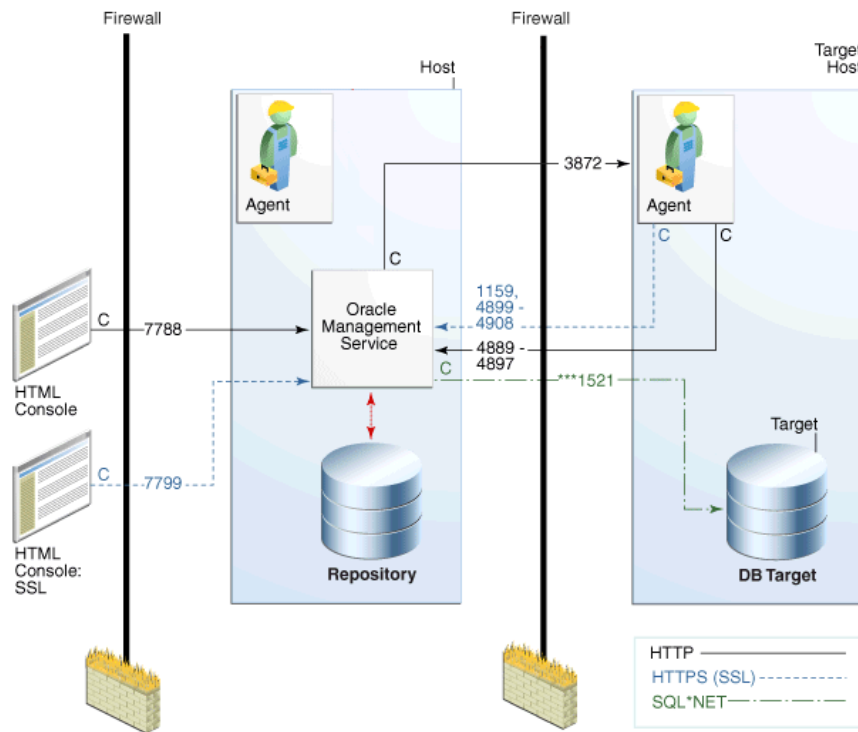 Firewall
Firewall
Host
Target
Host
Agent
3872
Agent
C
C
C
1159,
4899 -
4908
Oracle
Management
Service
C
7788
4889 -
4897
C
***1521
HTML
Console
Target
C
7799
HTML
Console:
SSL
Repository
DB Target
HTTP
HTTPS (SSL)
SQL*NET